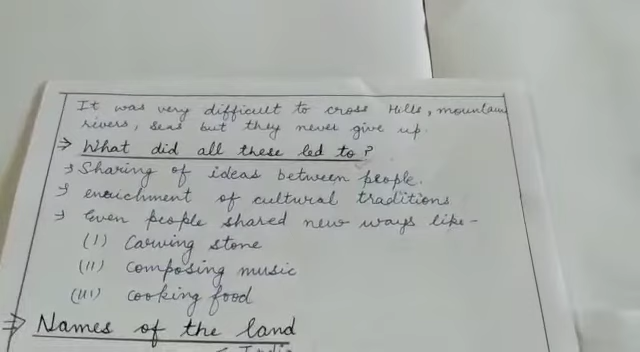 It was very difficult to cross Hills, mountains
rivers, seas but they never give up.
⇒ What did all these led to?
→ Sharing of ideas between people.
→ enrichment of cultural traditions
→ Even people shared new ways like -
(I) Carving stone
(II) Composing music
(III) cooking food
⇒ Names of the land
India